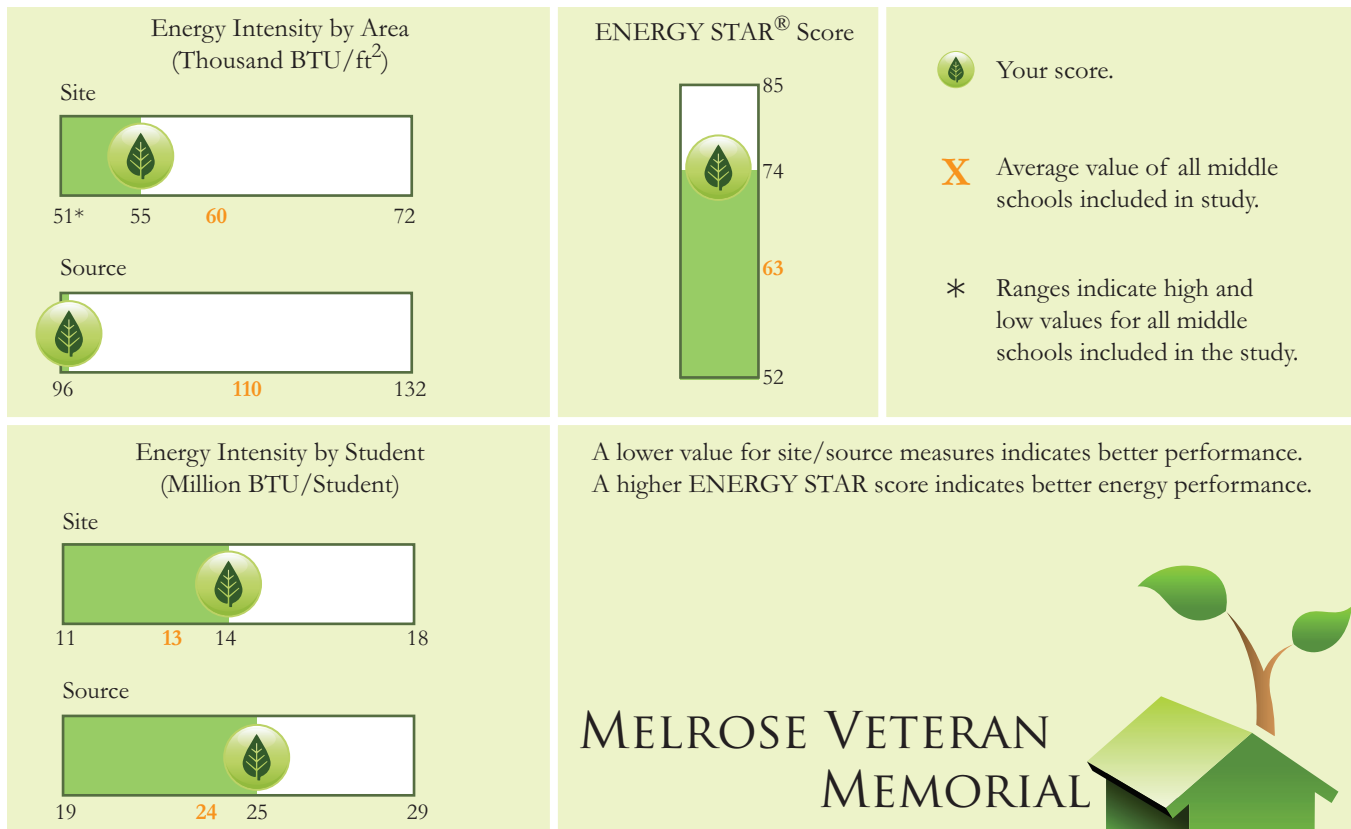 Energy Intensity by Area
(Thousand BTU/ft²)
Site
51* 55 60 72
Source
96 110 132
ENERGY STAR® Score
85
74
63
52
Your score.
X Average value of all middle
schools included in study.
* Ranges indicate high and
low values for all middle
schools included in the study.
Energy Intensity by Student
(Million BTU/Student)
Site
11 13 14 18
Source
19 24 25 29
A lower value for site/source measures indicates better performance.
A higher ENERGY STAR score indicates better energy performance.
MELROSE VETERAN
MEMORIAL